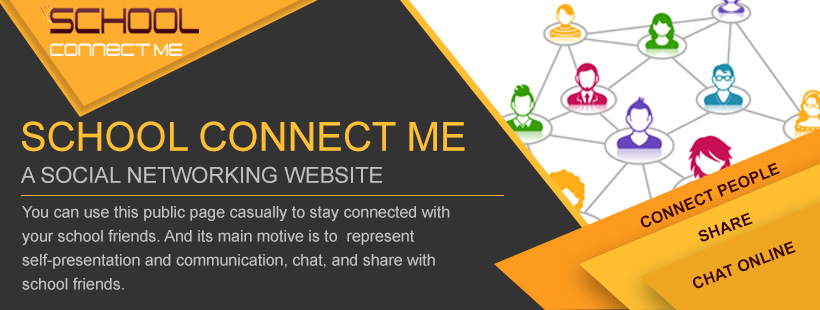 SCHOOL
CONNECT ME
SCHOOL CONNECT ME
A SOCIAL NETWORKING WEBSITE
You can use this public page casually to stay connected with
your school friends. And its main motive is to represent
self-presentation and communication, chat, and share with
school friends.
CONNECT PEOPLE
SHARE
CHAT ONLINE